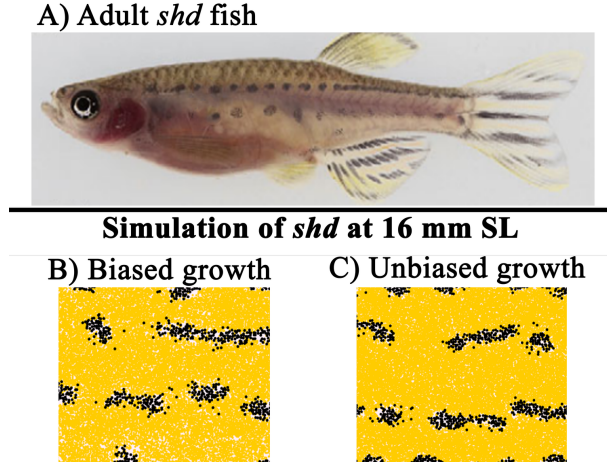 A) Adult shd fish
Simulation of shd at 16 mm SL
B) Biased growth
C) Unbiased growth